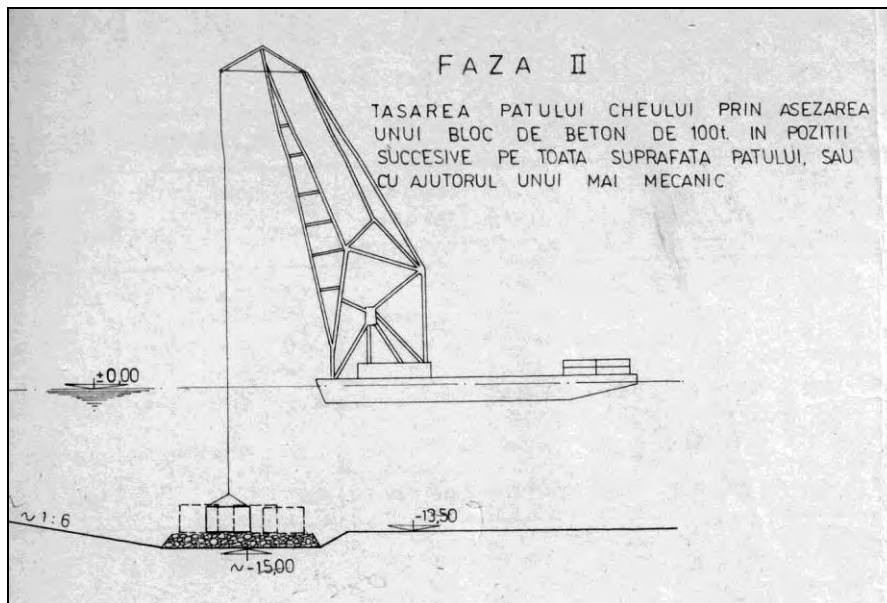 FAZA II
TASAREA PATULUI CHEULUI PRIN ASEZAREA
UNUI BLOC DE BETON DE 100t. IN POZITII
SUCCESIVE PE TOATA SUPRAFATA PATULUI, SAU
CU AJUTORUL UNUI MAI MECANIC
±0,00
~1:6
-13,50
~-15,00